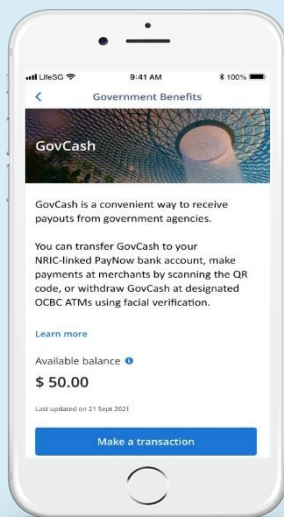 LifeSG 9:41 AM 100%
Government Benefits
GovCash
GovCash is a convenient way to receive
payouts from government agencies.
You can transfer GovCash to your
NRIC-linked PayNow bank account, make
payments at merchants by scanning the QR
code, or withdraw GovCash at designated
OCBC ATMs using facial verification.
Learn more
Available balance
$ 50.00
Last updated on 21 Sept 2021
Make a transaction